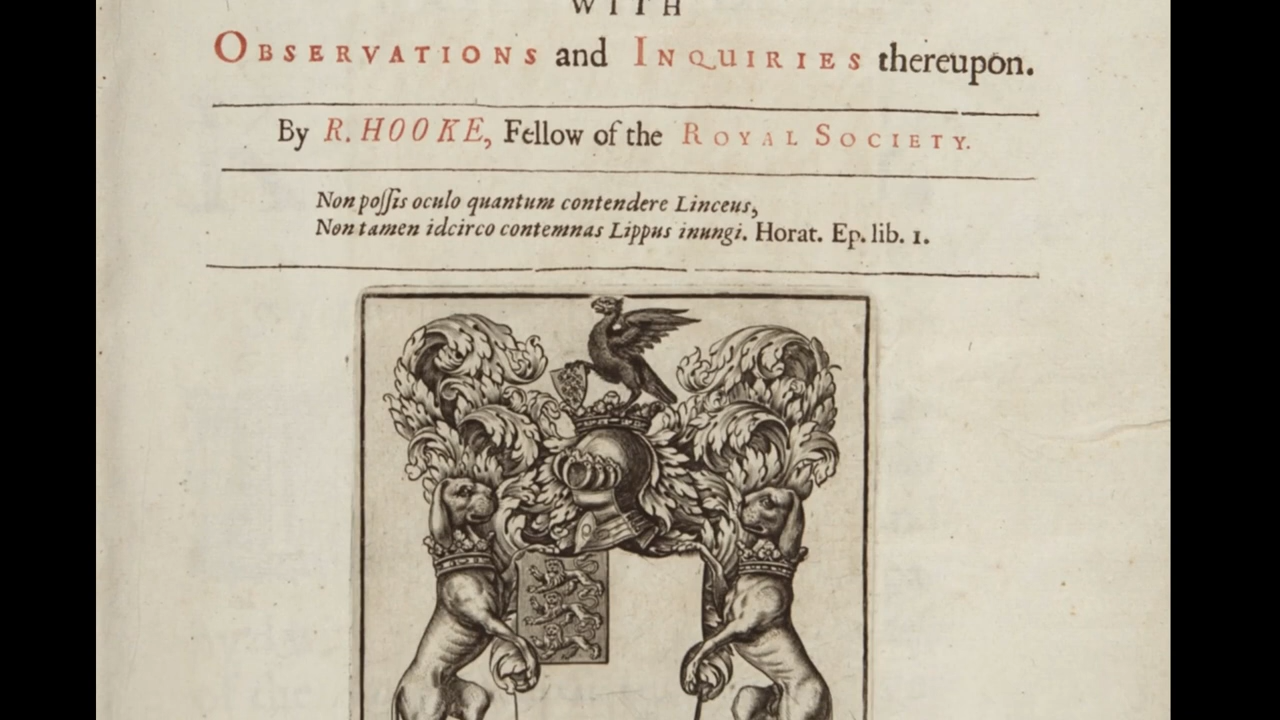 WITH
OBSERVATIONS and INQUIRIES thereupon.
By R. HOOKE, Fellow of the ROYAL SOCIETY.
Non poſſis oculo quantum contendere Linceus,
Non tamen idcirco contemnas Lippus inungi. Horat. Ep. lib. 1.